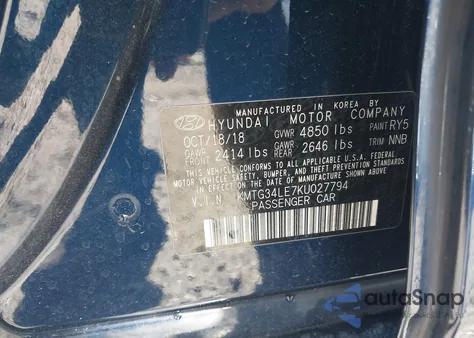 MANUFACTURED IN KOREA BY
HYUNDAI MOTOR COMPANY
OCT/18/18 GVWR 4850 lbs PAINT RY5
GAWR FRONT 2414 lbs GAWR REAR 2646 lbs TRIM NNB
THIS VEHICLE CONFORMS TO ALL APPLICABLE U.S.A. FEDERAL
MOTOR VEHICLE SAFETY, BUMPER, AND THEFT PREVENTION STANDARDS
IN EFFECT ON THE DATE OF MANUFACTURE SHOWN ABOVE.
V.I.N KMTG34LE7KU027794
PASSENGER CAR
autoSnap